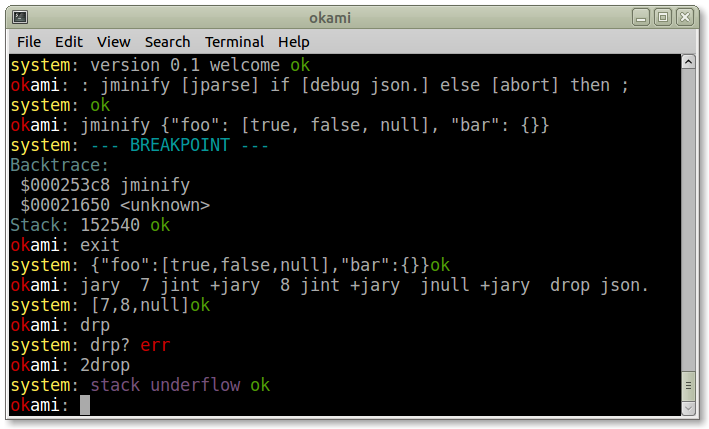 okami
File Edit View Search Terminal Help
system: version 0.1 welcome ok
okami: : jminify [jparse] if [debug json.] else [abort] then ;
system: ok
okami: jminify {"foo": [true, false, null], "bar": {}}
system: --- BREAKPOINT ---
Backtrace:
 $000253c8 jminify
 $00021650 <unknown>
Stack: 152540 ok
okami: exit
system: {"foo":[true,false,null],"bar":{}}ok
okami: jary  7 jint +jary  8 jint +jary  jnull +jary  drop json.
system: [7,8,null]ok
okami: drp
system: drp? err
okami: 2drop
system: stack underflow ok
okami: